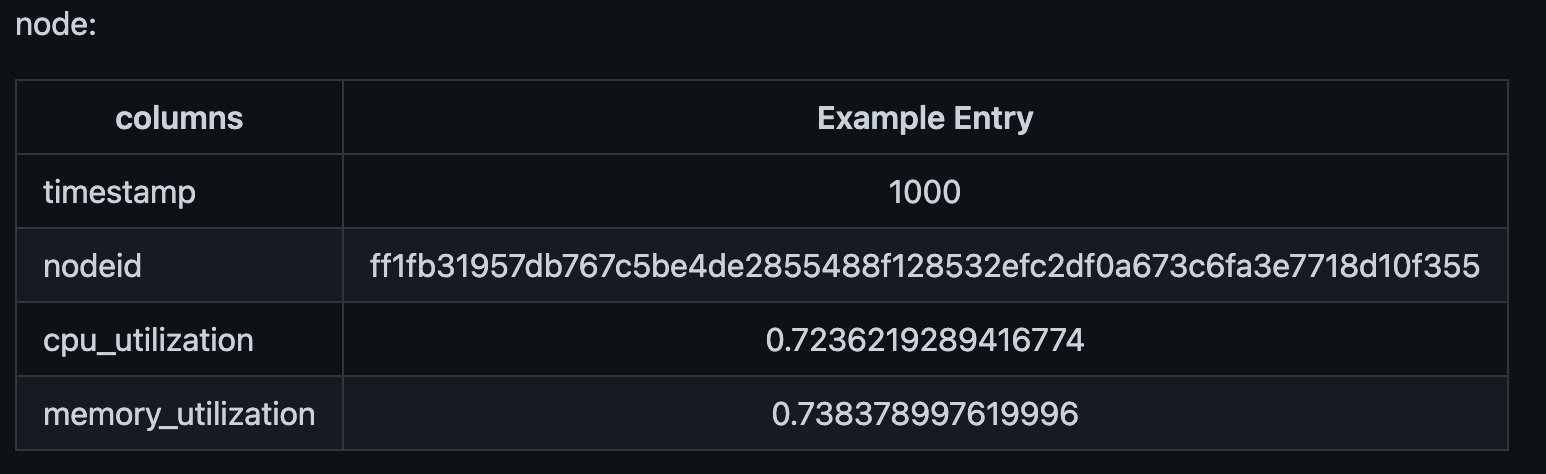 node:
columns Example Entry
timestamp 1000
nodeid ff1fb31957db767c5be4de2855488f128532efc2df0a673c6fa3e7718d10f355
cpu_utilization 0.7236219289416774
memory_utilization 0.738378997619996